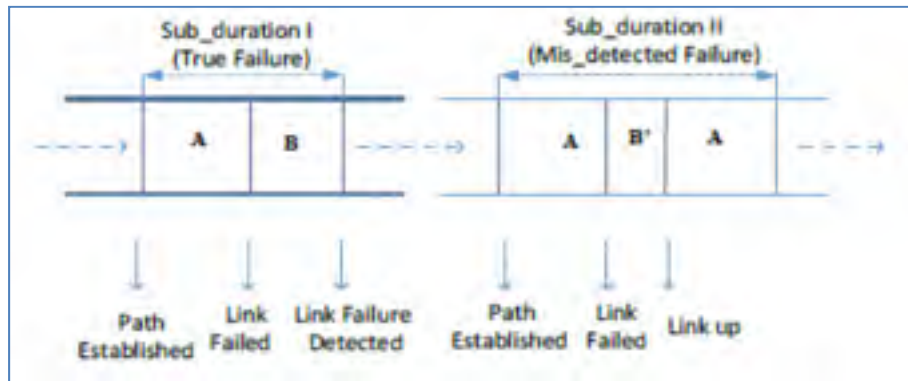 Sub_duration I
(True Failure)
Sub_duration II
(Mis_detected Failure)
A
B
A
B'
A
Path
Established
Link
Failed
Link Failure
Detected
Path
Established
Link
Failed
Link up